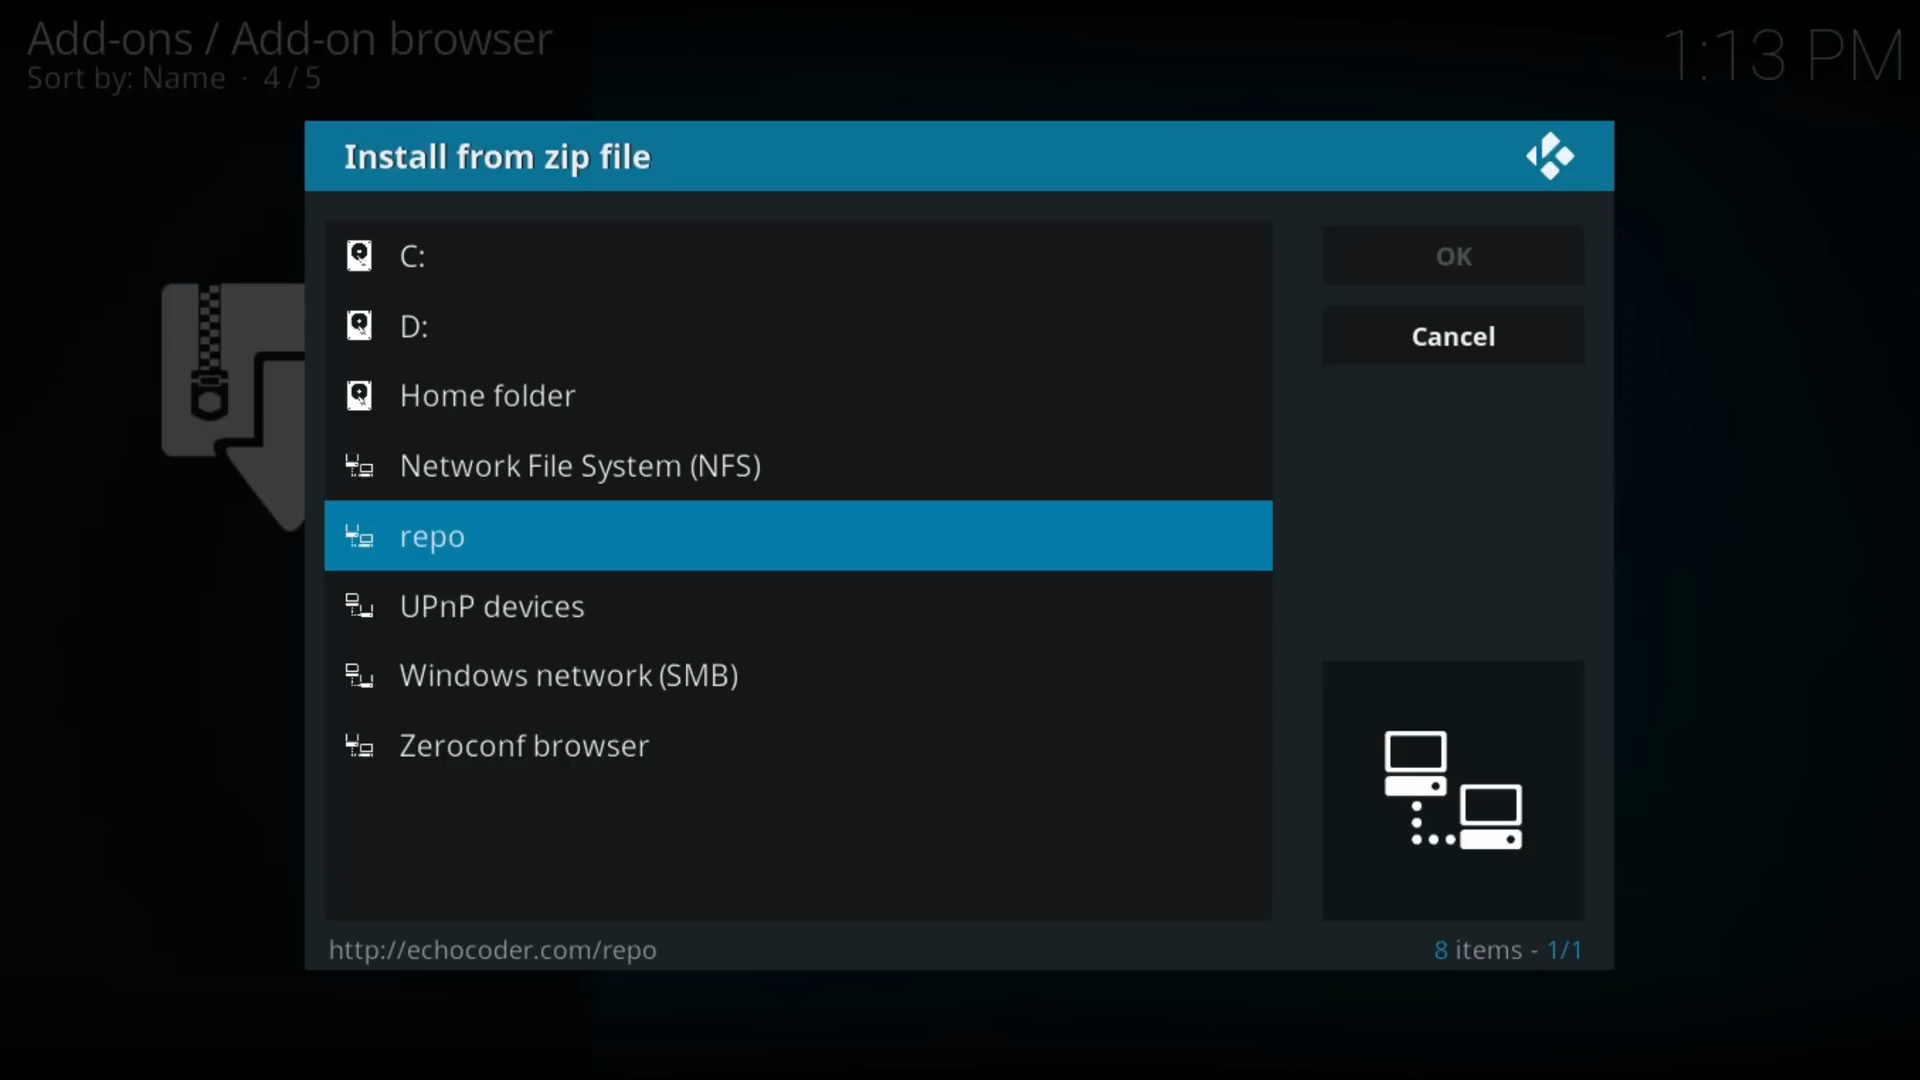 Add-ons / Add-on browser
Sort by: Name · 4 / 5
1:13 PM
Install from zip file
C:
D:
Home folder
Network File System (NFS)
repo
UPnP devices
Windows network (SMB)
Zeroconf browser
OK
Cancel
http://echocoder.com/repo
8 items - 1/1